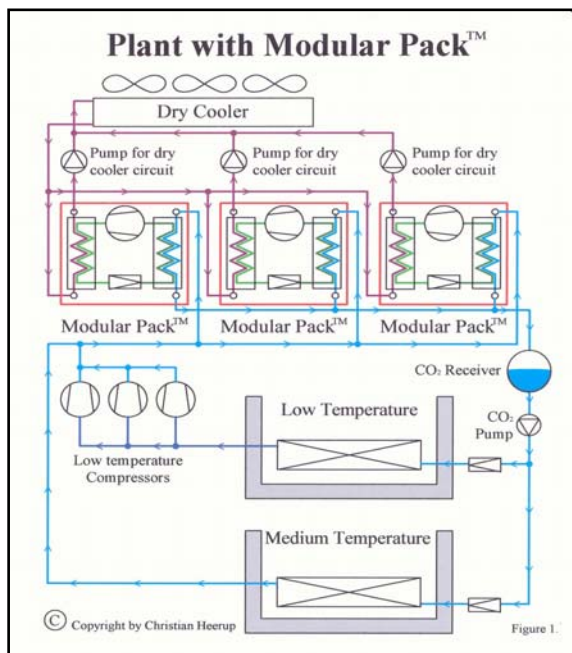 Plant with Modular Pack™
Dry Cooler
Pump for dry
cooler circuit
Pump for dry
cooler circuit
Pump for dry
cooler circuit
Modular Pack™
Modular Pack™
Modular Pack™
CO₂ Receiver
CO₂
Pump
Low Temperature
Low temperature
Compressors
Medium Temperature
© Copyright by Christian Heerup
Figure 1.